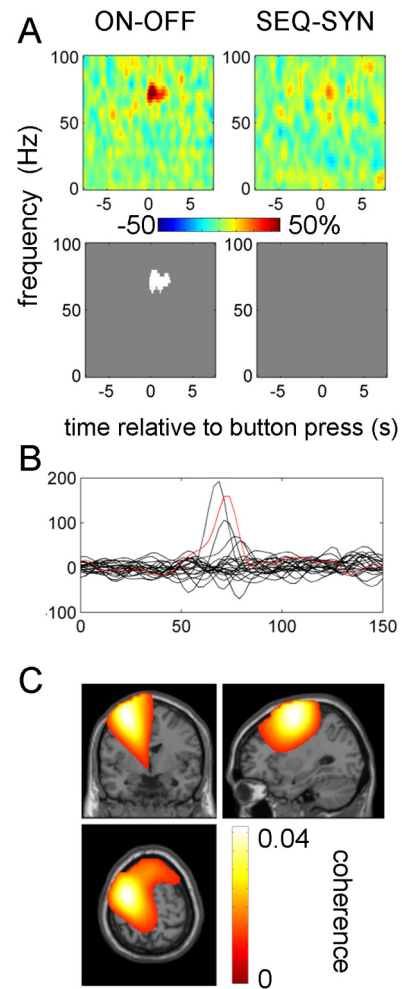 A
ON-OFF SEQ-SYN
100 100
50 50
0 0
-5 0 5 -5 0 5
-50 50%
frequency (Hz)
100 100
50 50
0 0
-5 0 5 -5 0 5
time relative to button press (s)
B
200
100
0
-100
0 50 100 150
C
0.04
coherence
0